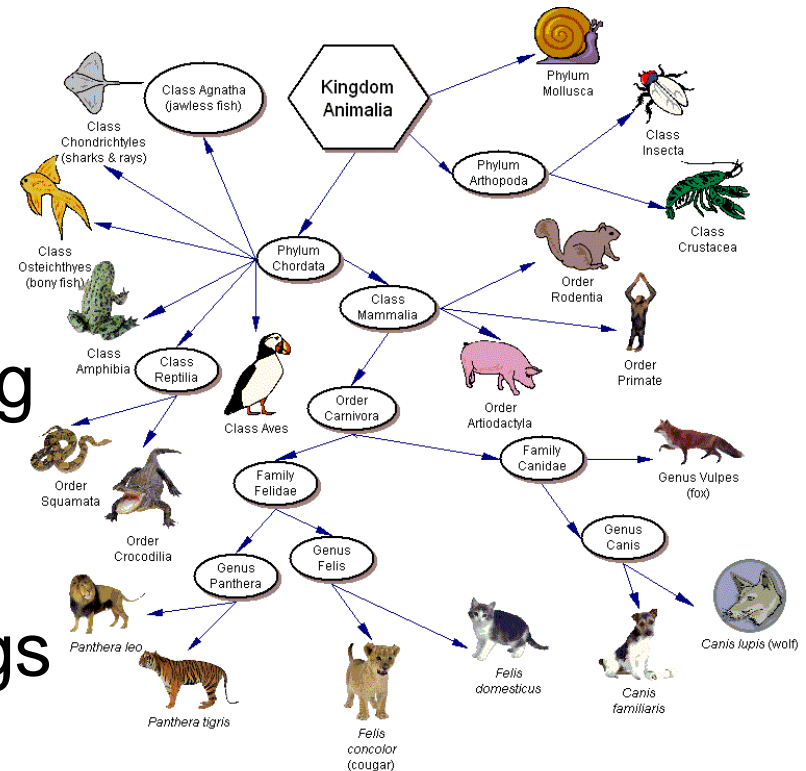 Kingdom
Animalia
Phylum
Mollusca
Class
Insecta
Phylum
Arthopoda
Class
Crustacea
Class Agnatha
(jawless fish)
Class
Chondrichtyles
(sharks & rays)
Class
Osteichthyes
(bony fish)
Phylum
Chordata
Class
Mammalia
Order
Rodentia
Order
Primate
Order
Artiodactyla
Class
Amphibia
Class
Reptilia
Class Aves
Order
Carnivora
g
Order
Squamata
Order
Crocodilia
Family
Felidae
Family
Canidae
Genus Vulpes
(fox)
Genus
Canis
Genus
Panthera
Genus
Felis
gs
Panthera leo
Panthera tigris
Felis
concolor
(cougar)
Felis
domesticus
Canis
familiaris
Canis lupis (wolf)